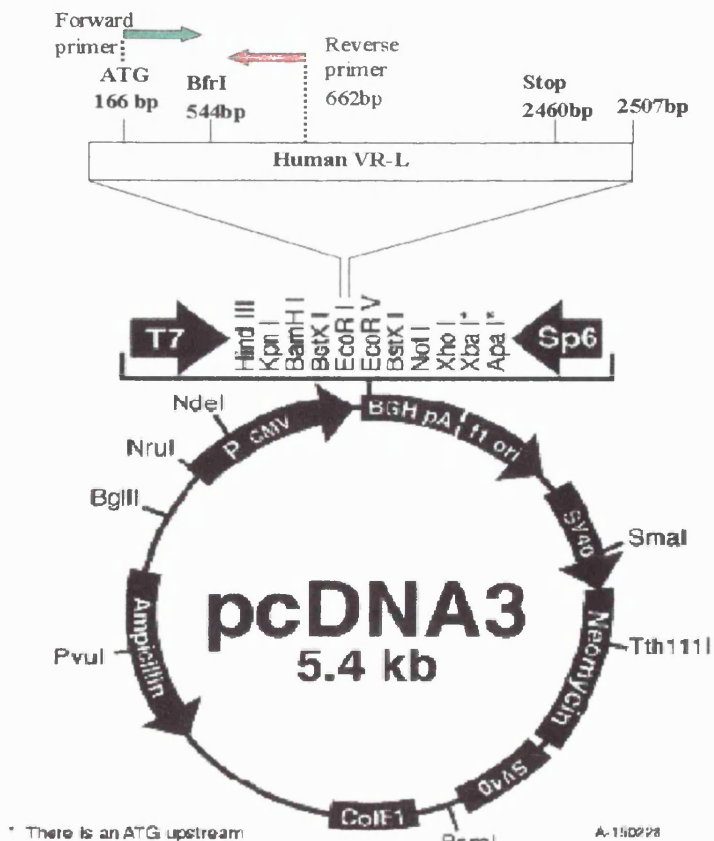 Forward
primer
Reverse
primer
662bp
ATG
166 bp
BfrI
544bp
Stop
2460bp
2507bp
Human VR-L
T7
Hind III
Kpn I
BamH I
BstX I
EcoR I
EcoR V
BstX I
Not I
Xho I
Xba I*
Apa I*
Sp6
NdeI
NruI
BglII
PvuI
P CMV
BGH pA
f1 ori
SV40
SmaI
Neomycin
Tth111I
SV40
ColE1
Ampicillin
pcDNA3
5.4 kb
* There is an ATG upstream
A-150228